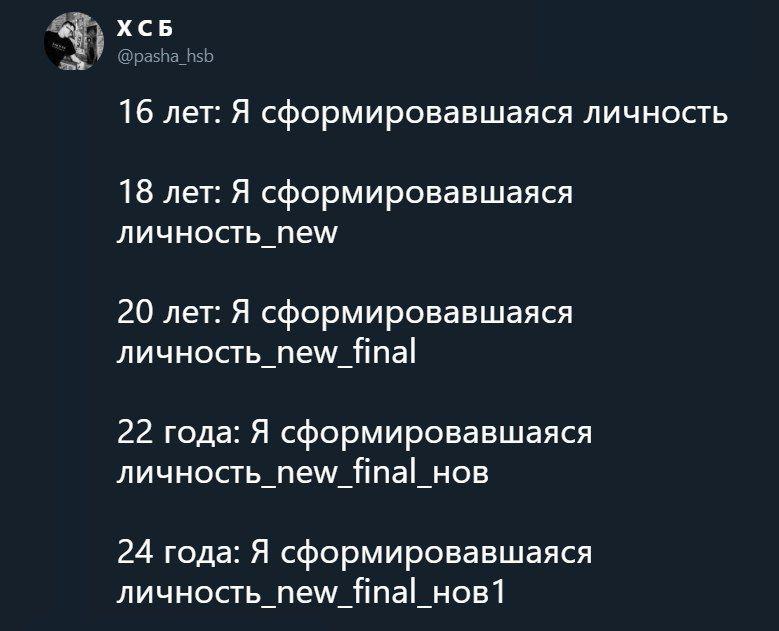 Х С Б
@pasha_hsb
16 лет: Я сформировавшаяся личность
18 лет: Я сформировавшаяся
личность_new
20 лет: Я сформировавшаяся
личность_new_final
22 года: Я сформировавшаяся
личность_new_final_нов
24 года: Я сформировавшаяся
личность_new_final_нов1